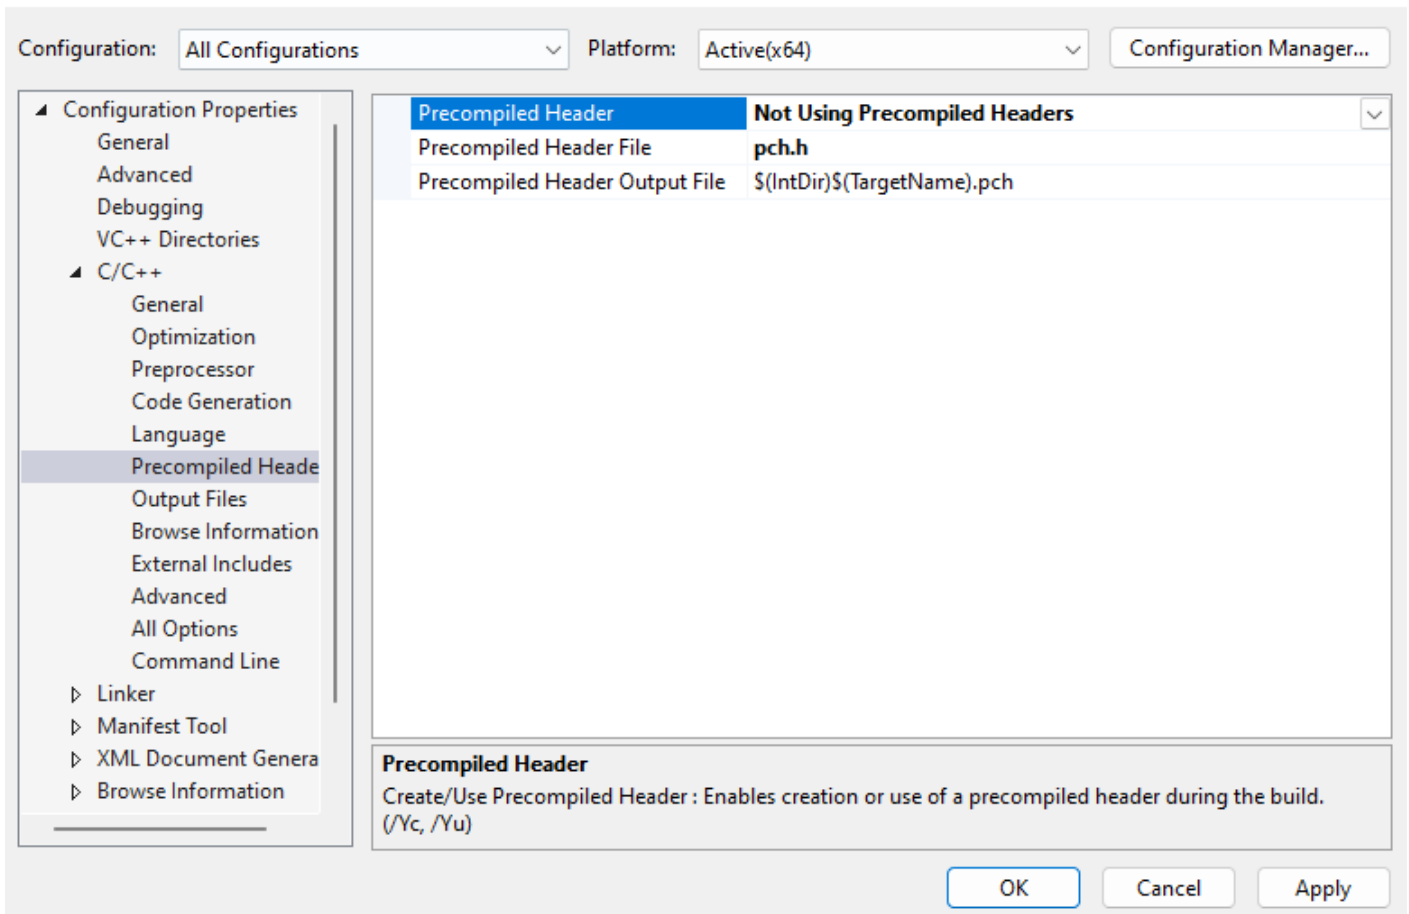 Configuration: All Configurations Platform: Active(x64) Configuration Manager...
Configuration Properties
General
Advanced
Debugging
VC++ Directories
C/C++
General
Optimization
Preprocessor
Code Generation
Language
Precompiled Heade
Output Files
Browse Information
External Includes
Advanced
All Options
Command Line
Linker
Manifest Tool
XML Document Genera
Browse Information
Precompiled Header Not Using Precompiled Headers
Precompiled Header File pch.h
Precompiled Header Output File $(IntDir)$(TargetName).pch
Precompiled Header
Create/Use Precompiled Header : Enables creation or use of a precompiled header during the build.
(/Yc, /Yu)
OK Cancel Apply